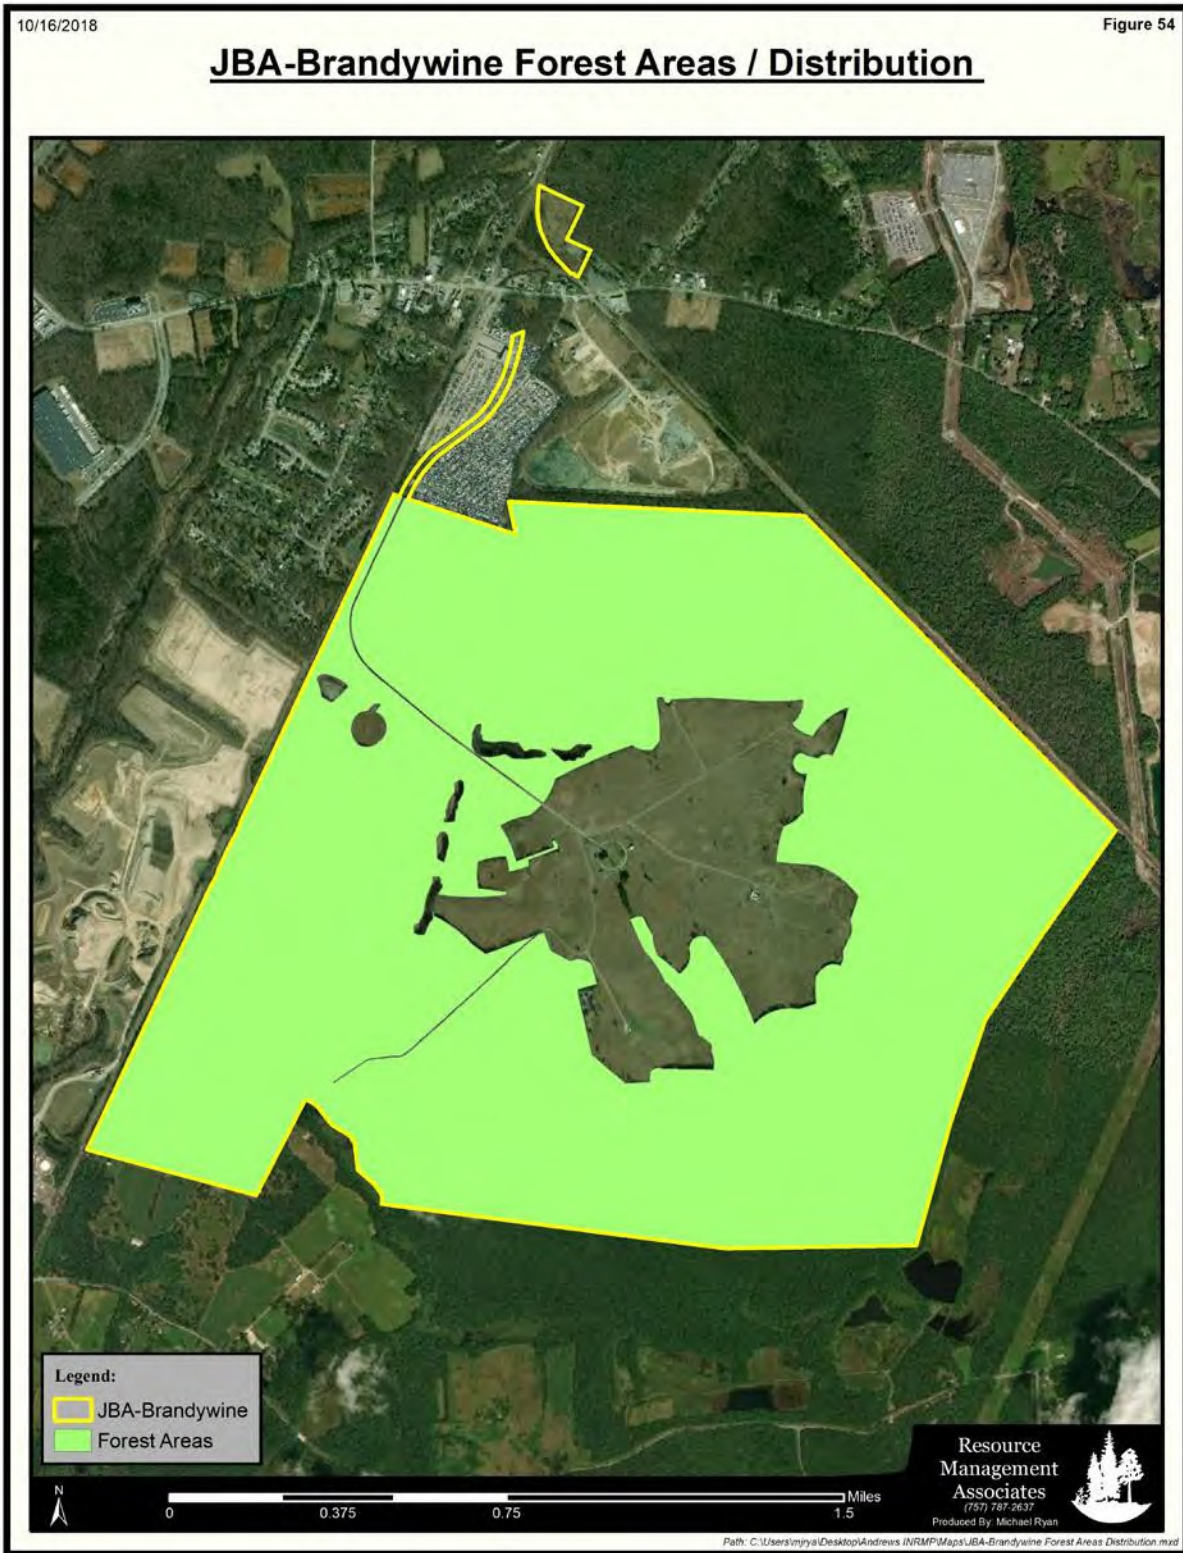 10/16/2018
Figure 54
JBA-Brandywine Forest Areas / Distribution
Legend:
JBA-Brandywine
Forest Areas
N
0
0.375
0.75
1.5
Miles
Resource
Management
Associates
(757) 787-2637
Produced By: Michael Ryan
Path: C:\Users\mjrya\Desktop\Andrews INRMP\Maps\JBA-Brandywine Forest Areas Distribution.mxd